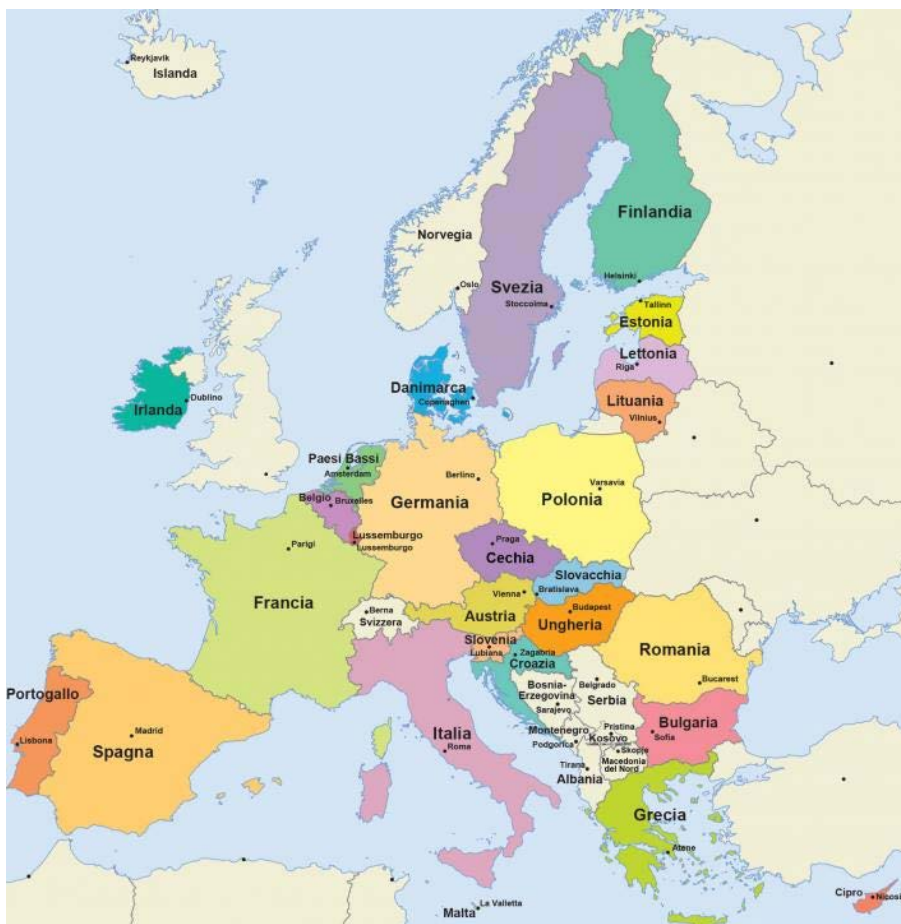 Reykjavik
Islanda
Finlandia
Norvegia
Helsinki
Oslo
Svezia
Stoccolma
Tallinn
Estonia
Lettonia
Riga
Danimarca
Copenaghen
Dublino
Irlanda
Lituania
Vilnius
Paesi Bassi
Amsterdam
Berlino
Varsavia
Belgio
Bruxelles
Germania
Polonia
Lussemburgo
Lussemburgo
Parigi
Praga
Cechia
Slovacchia
Bratislava
Vienna
Francia
Berna
Svizzera
Austria
Budapest
Ungheria
Slovenia
Lubiana
Zagabria
Croazia
Romania
Bucarest
Bosnia-
Erzegovina
Sarajevo
Belgrado
Serbia
Portogallo
Lisbona
Madrid
Spagna
Italia
Roma
Montenegro
Podgorica
Pristina
Kosovo
Bulgaria
Sofia
Skopje
Macedonia
del Nord
Tirana
Albania
Grecia
Atene
Cipro
Nicosi
La Valletta
Malta